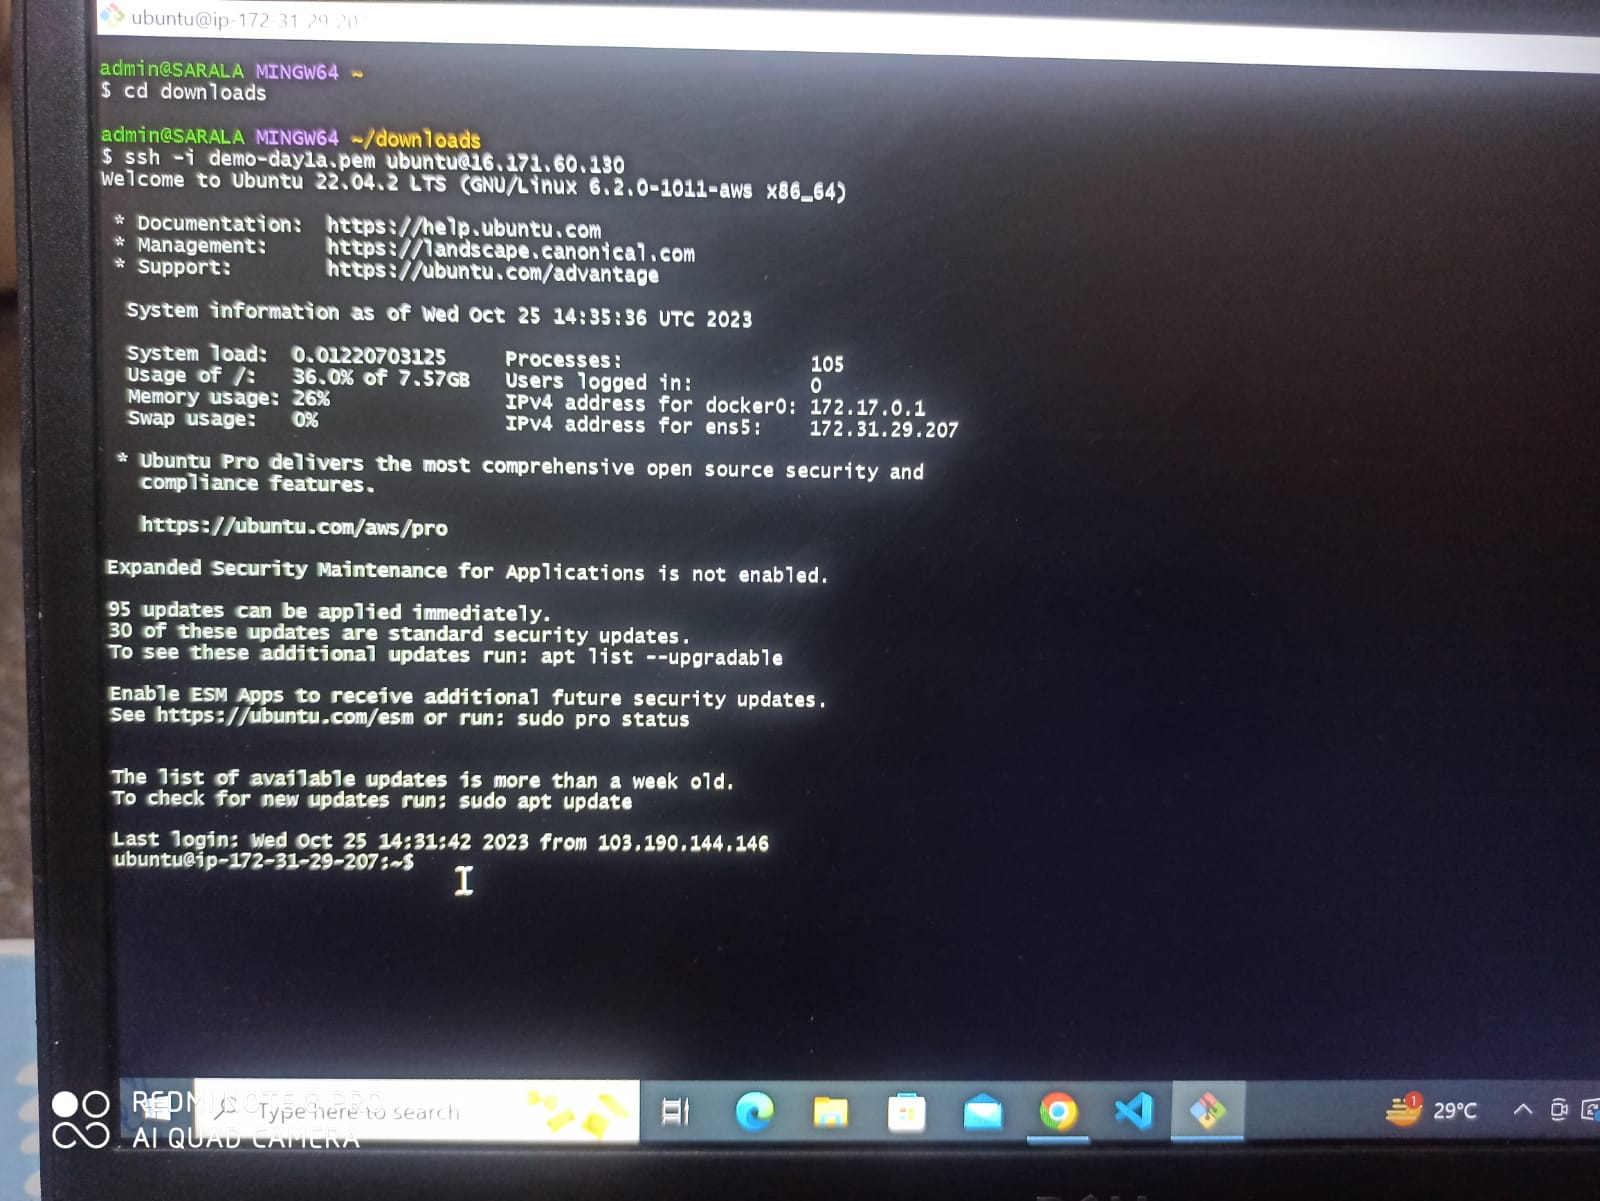 ubuntu@ip-172-31-29-207
admin@SARALA MINGW64 ~
$ cd downloads
admin@SARALA MINGW64 ~/downloads
$ ssh -i demo-day1a.pem ubuntu@16.171.60.130
Welcome to Ubuntu 22.04.2 LTS (GNU/Linux 6.2.0-1011-aws x86_64)
* Documentation: https://help.ubuntu.com
* Management: https://landscape.canonical.com
* Support: https://ubuntu.com/advantage
System information as of Wed Oct 25 14:35:36 UTC 2023
System load: 0.01220703125 Processes: 105
Usage of /: 36.0% of 7.57GB Users logged in: 0
Memory usage: 26% IPv4 address for docker0: 172.17.0.1
Swap usage: 0% IPv4 address for ens5: 172.31.29.207
* Ubuntu Pro delivers the most comprehensive open source security and
compliance features.
https://ubuntu.com/aws/pro
Expanded Security Maintenance for Applications is not enabled.
95 updates can be applied immediately.
30 of these updates are standard security updates.
To see these additional updates run: apt list --upgradable
Enable ESM Apps to receive additional future security updates.
See https://ubuntu.com/esm or run: sudo pro status
The list of available updates is more than a week old.
To check for new updates run: sudo apt update
Last login: Wed Oct 25 14:31:42 2023 from 103.190.144.146
ubuntu@ip-172-31-29-207:~$
REDMI NOTE 8 PRO
AI QUAD CAMERA
Type here to search
1
29°C